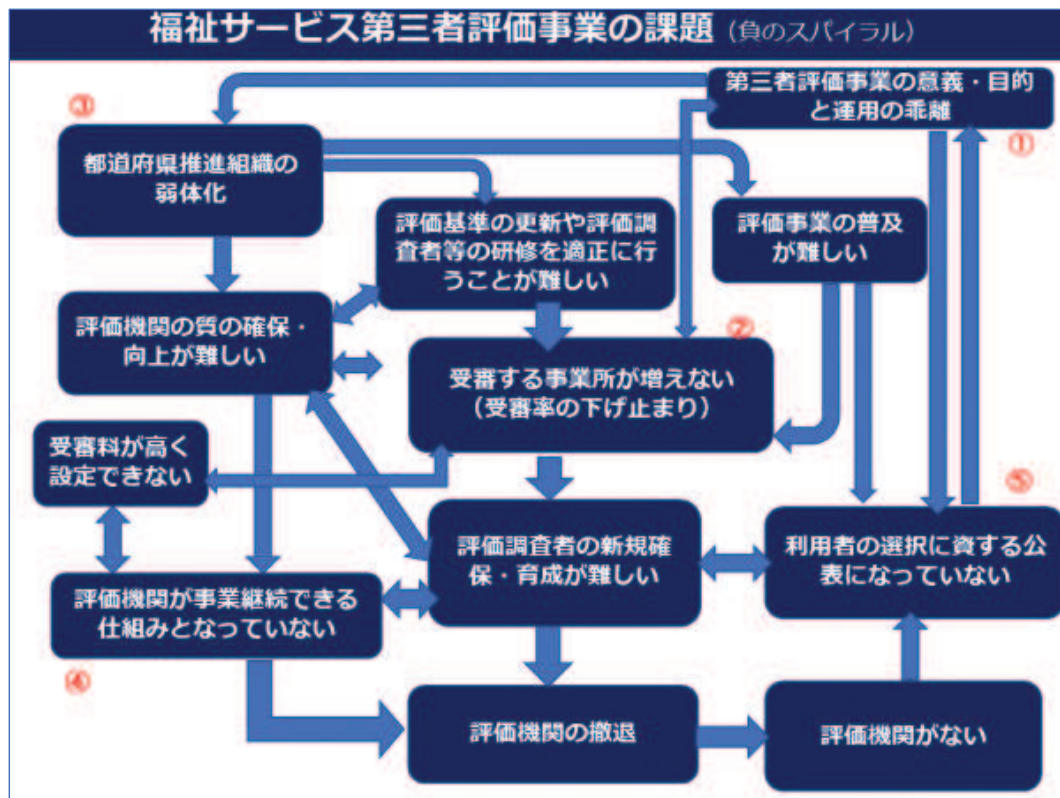 福祉サービス第三者評価事業の課題（負のスパイラル）
第三者評価事業の意義・目的
と運用の乖離
①
③
都道府県推進組織の
弱体化
評価基準の更新や評価調
査者等の研修を適正に行
うことが難しい
評価事業の普及
が難しい
評価機関の質の確保・
向上が難しい
②
受審する事業所が増えない
（受審率の下げ止まり）
受審料が高く
設定できない
評価調査者の新規確
保・育成が難しい
⑤
利用者の選択に資する公
表になっていない
評価機関が事業継続できる
仕組みとなっていない
④
評価機関の撤退
評価機関がない